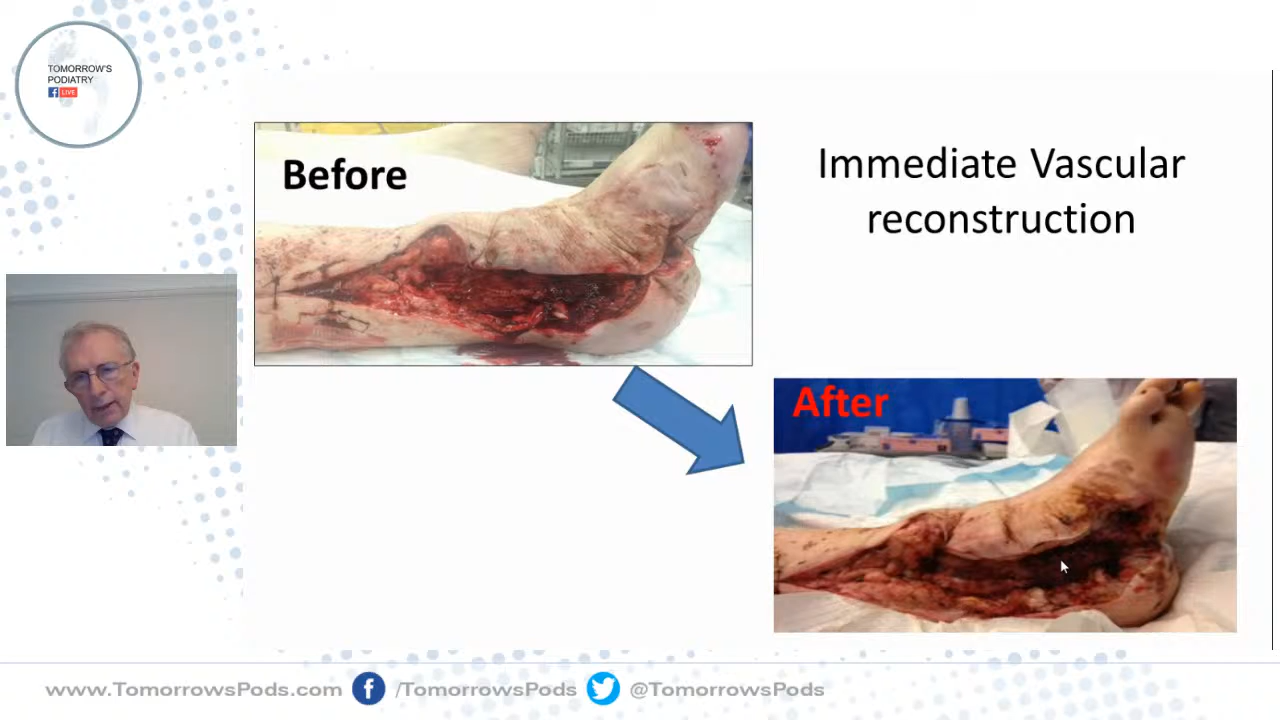 TOMORROW'S
PODIATRY
f LIVE
Before
Immediate Vascular
reconstruction
After
www.TomorrowsPods.com
/TomorrowsPods
@TomorrowsPods